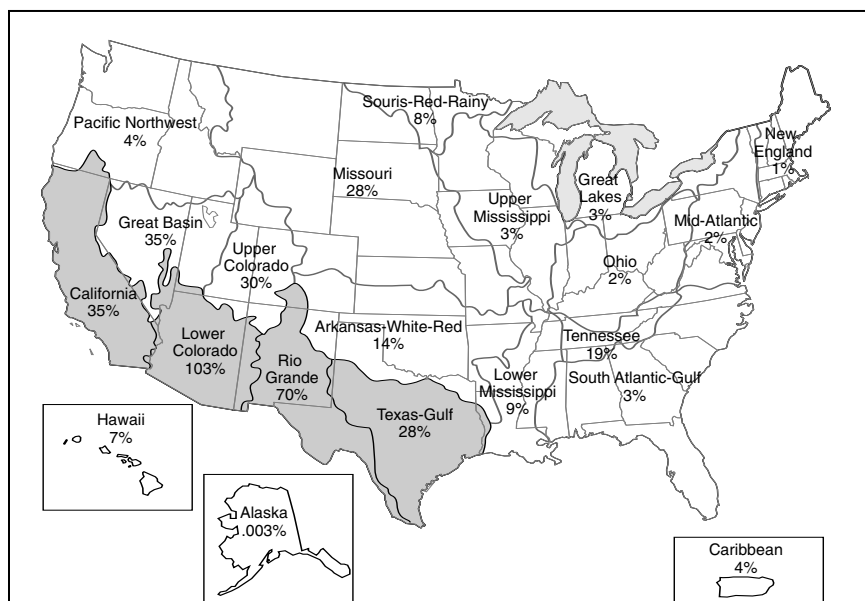 Souris-Red-Rainy
8%
Pacific Northwest
4%
New
England
1%
Missouri
28%
Great
Lakes
3%
Upper
Mississippi
3%
Mid-Atlantic
2%
Great Basin
35%
Upper
Colorado
30%
Ohio
2%
California
35%
Lower
Colorado
103%
Arkansas-White-Red
14%
Tennessee
19%
Rio
Grande
70%
Lower
Mississippi
9%
South Atlantic-Gulf
3%
Texas-Gulf
28%
Hawaii
7%
Alaska
.003%
Caribbean
4%